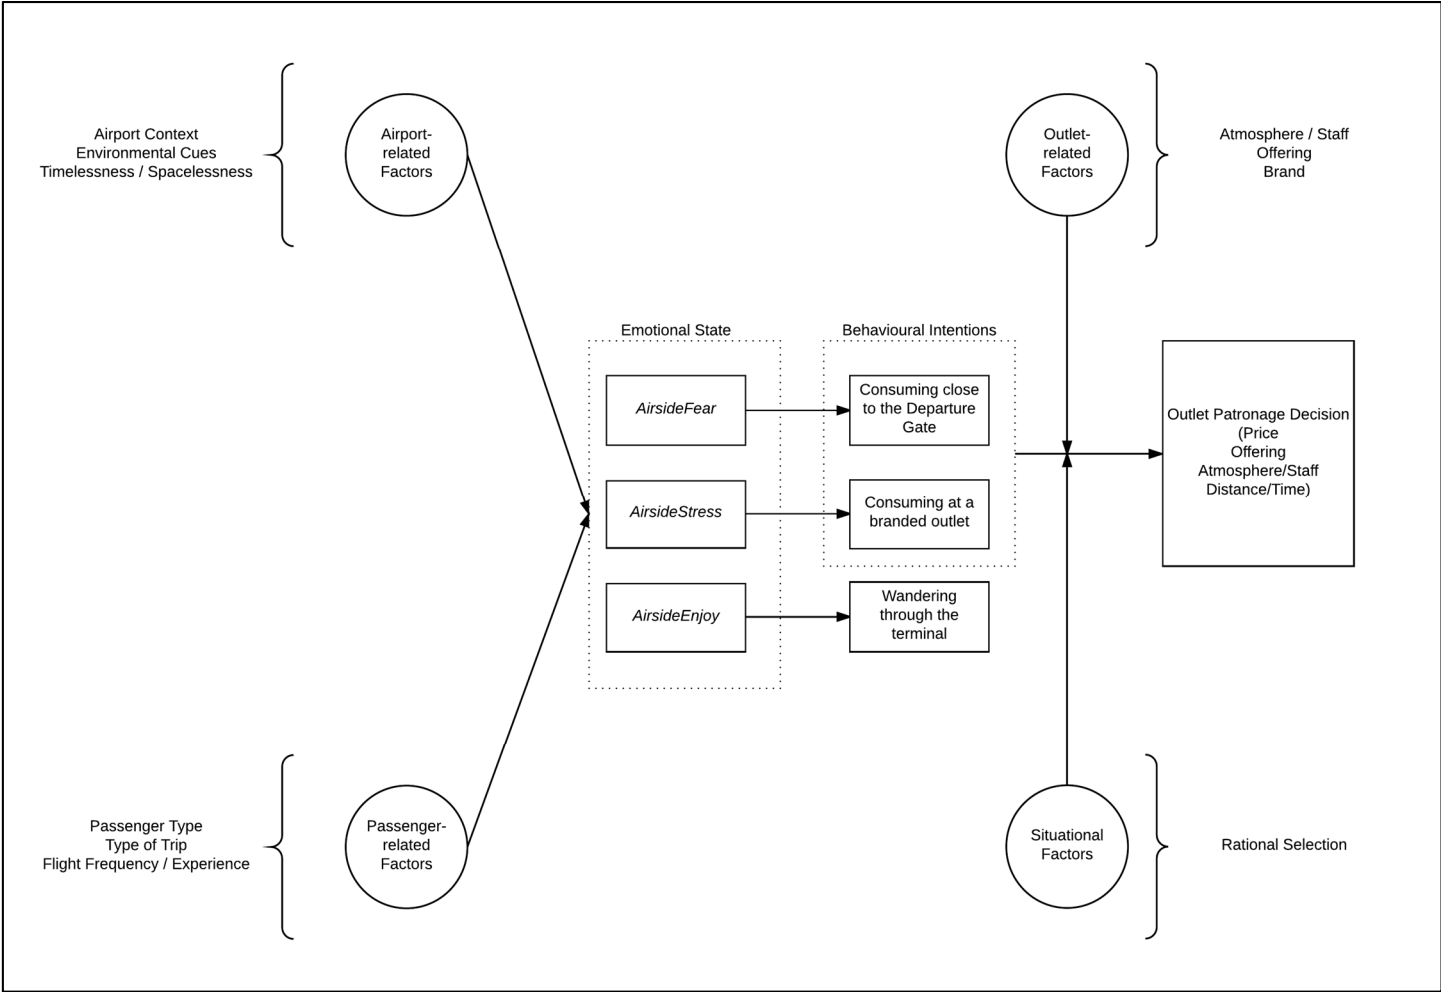 Airport Context
Environmental Cues
Timelessness / Spacelessness
Airport-
related
Factors
Outlet-
related
Factors
Atmosphere / Staff
Offering
Brand
Emotional State
Behavioural Intentions
AirsideFear
Consuming close
to the Departure
Gate
AirsideStress
Consuming at a
branded outlet
AirsideEnjoy
Wandering
through the
terminal
Outlet Patronage Decision
(Price
Offering
Atmosphere/Staff
Distance/Time)
Passenger Type
Type of Trip
Flight Frequency / Experience
Passenger-
related
Factors
Situational
Factors
Rational Selection